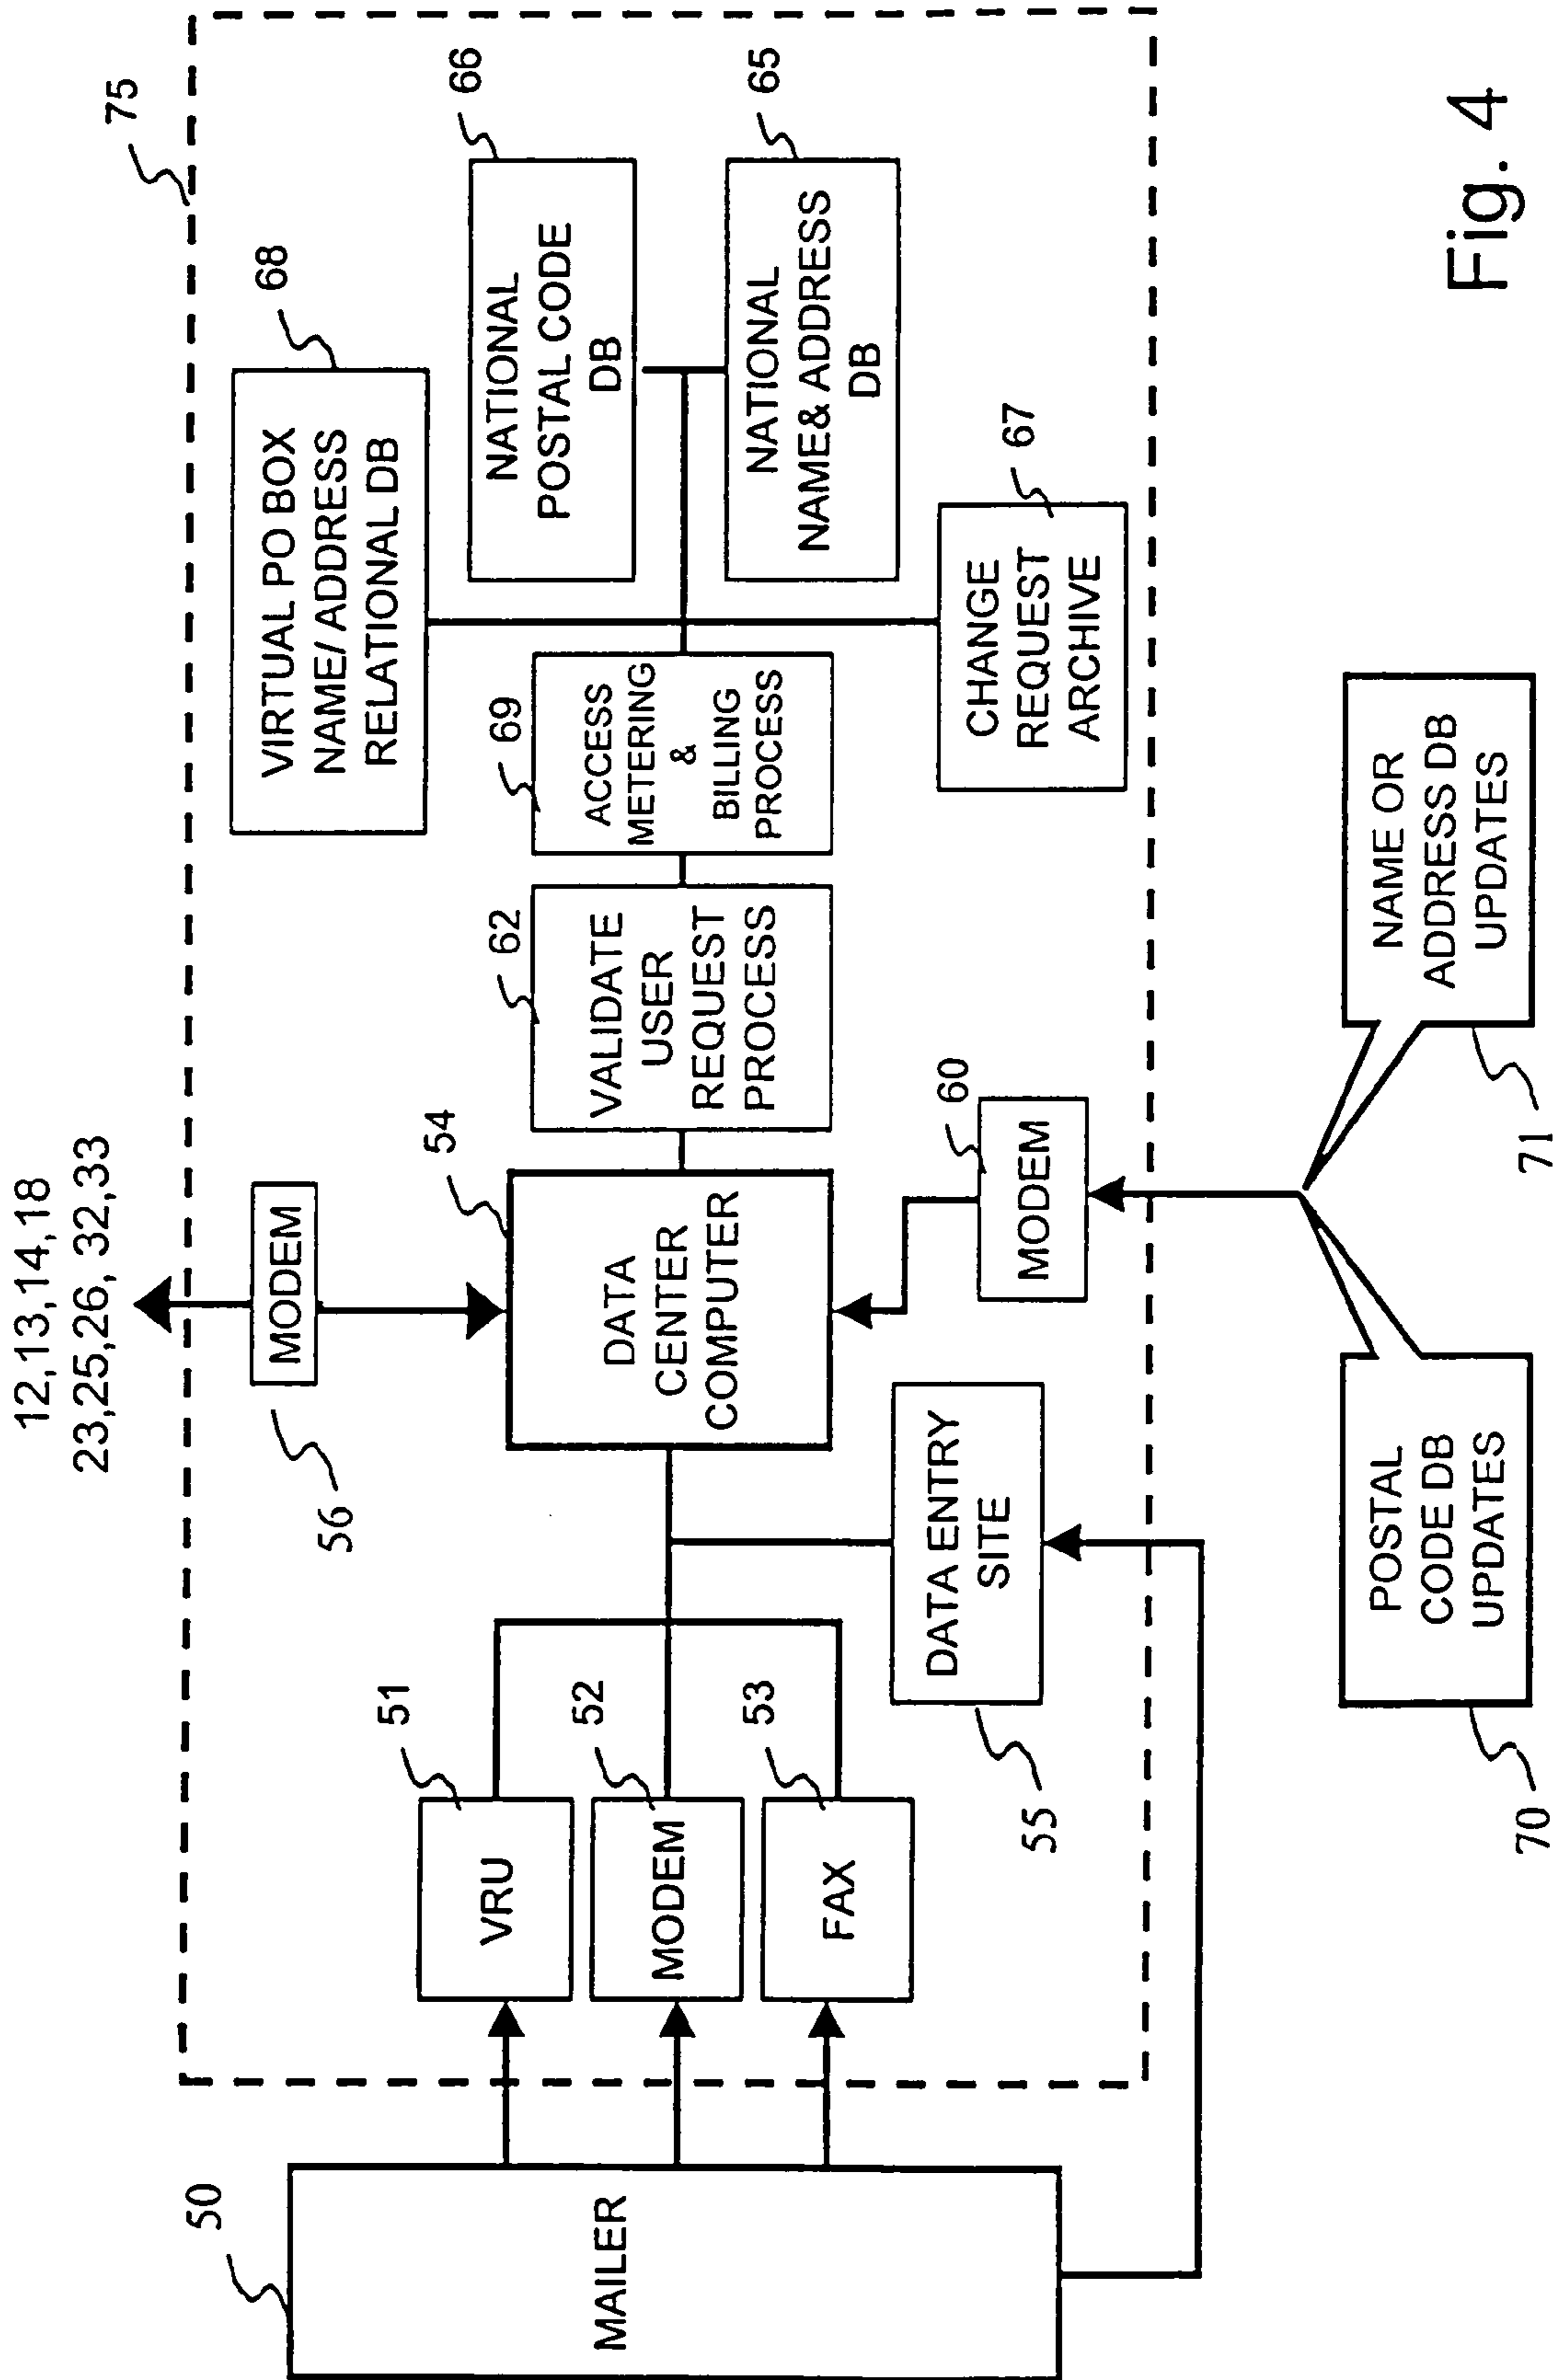 12,13,14,18
23,25,26, 32,33
75
50
MAILER
51
VRU
52
MODEM
53
FAX
55
DATA ENTRY
SITE
56
MODEM
54
DATA
CENTER
COMPUTER
60
MODEM
62
VALIDATE
USER
REQUEST
PROCESS
69
ACCESS
METERING
&
BILLING
PROCESS
68
VIRTUAL PO BOX
NAME/ ADDRESS
RELATIONAL DB
66
NATIONAL
POSTAL CODE
DB
65
NATIONAL
NAME& ADDRESS
DB
67
CHANGE
REQUEST
ARCHIVE
70
POSTAL
CODE DB
UPDATES
71
NAME OR
ADDRESS DB
UPDATES
Fig. 4